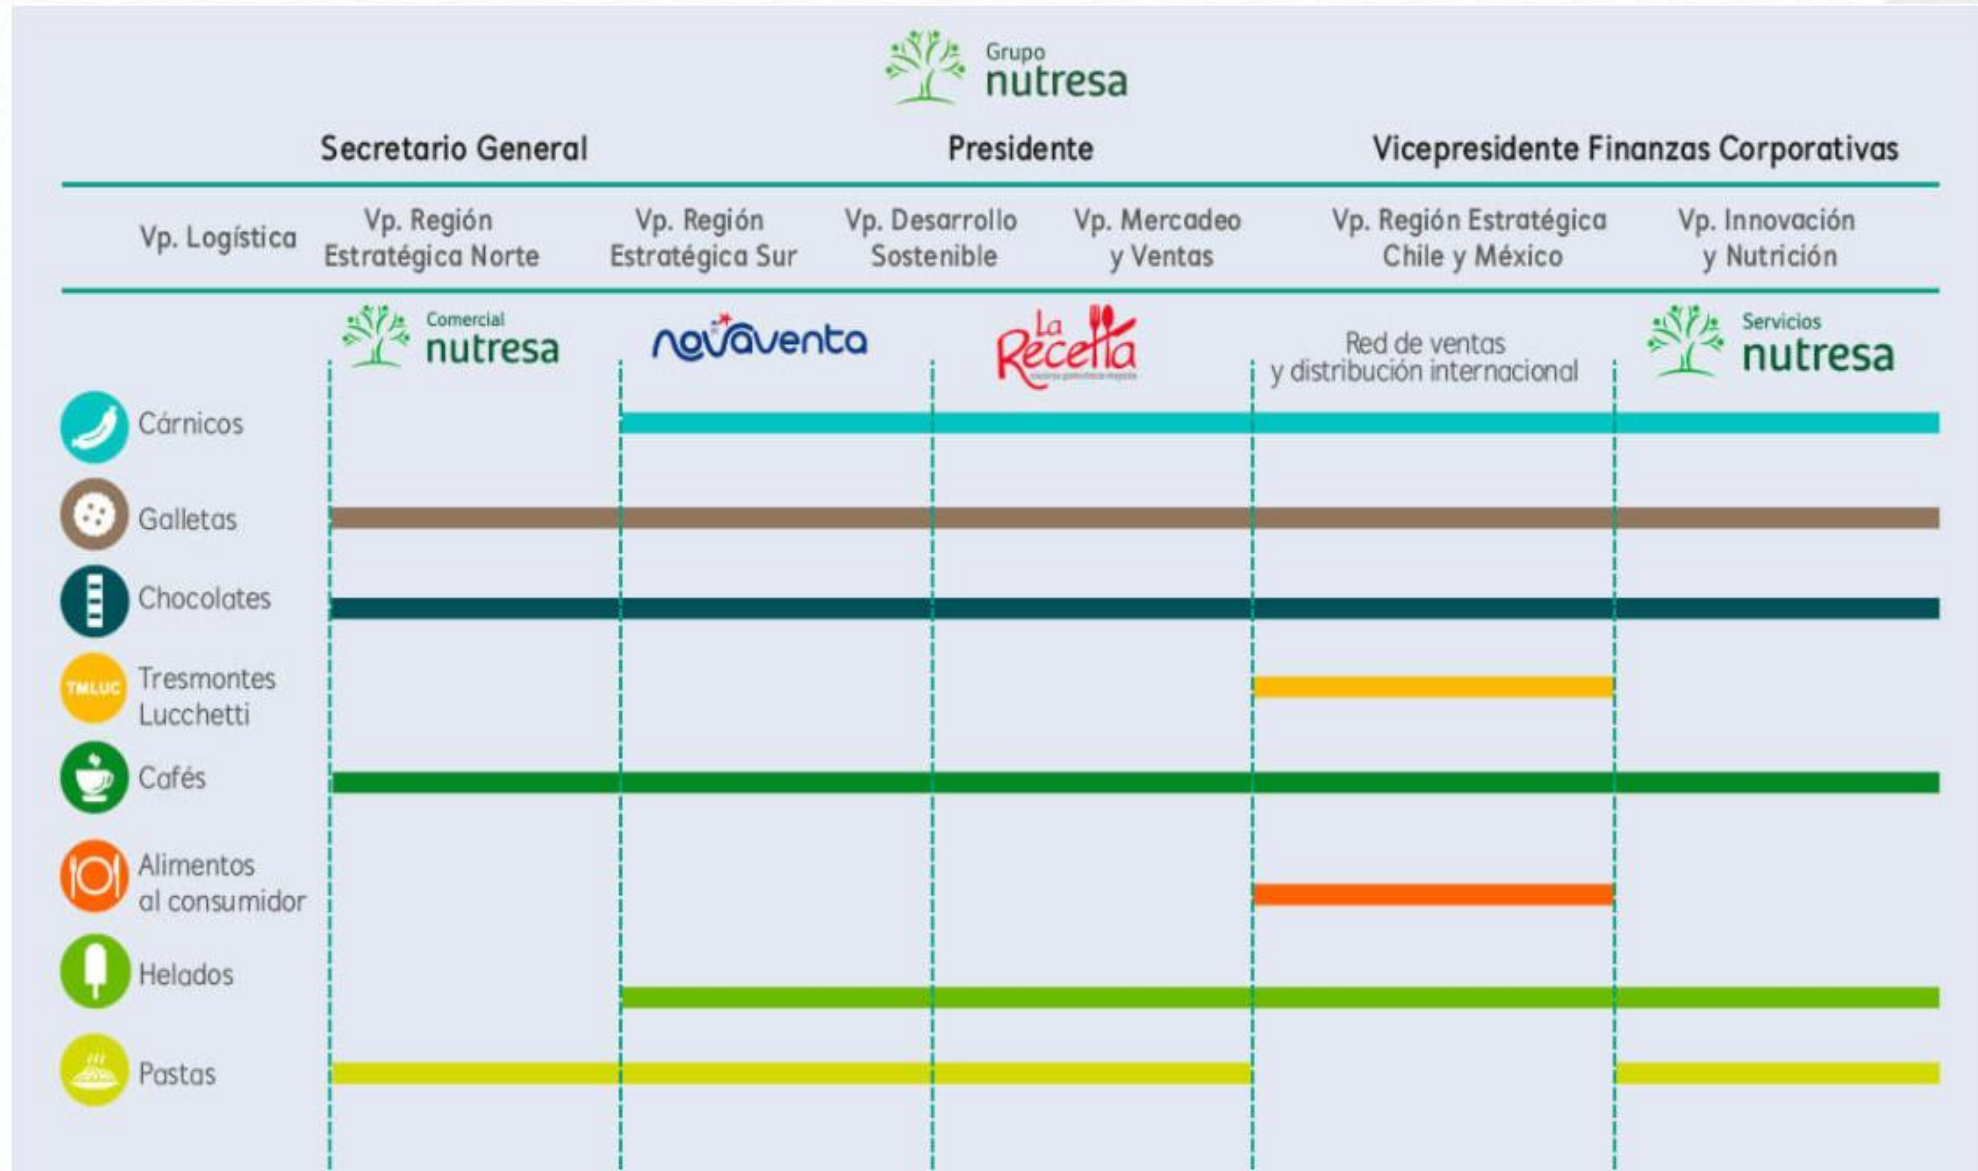 Grupo
nutresa
Secretario General Presidente Vicepresidente Finanzas Corporativas
Vp. Logística
Vp. Región
Estratégica Norte
Vp. Región
Estratégica Sur
Vp. Desarrollo
Sostenible
Vp. Mercadeo
y Ventas
Vp. Región Estratégica
Chile y México
Vp. Innovación
y Nutrición
Comercial
nutresa
novaventa
La
Receta
Red de ventas
y distribución internacional
Servicios
nutresa
Cárnicos
Galletas
Chocolates
TMLUC
Tresmontes
Lucchetti
Cafés
Alimentos
al consumidor
Helados
Pastas